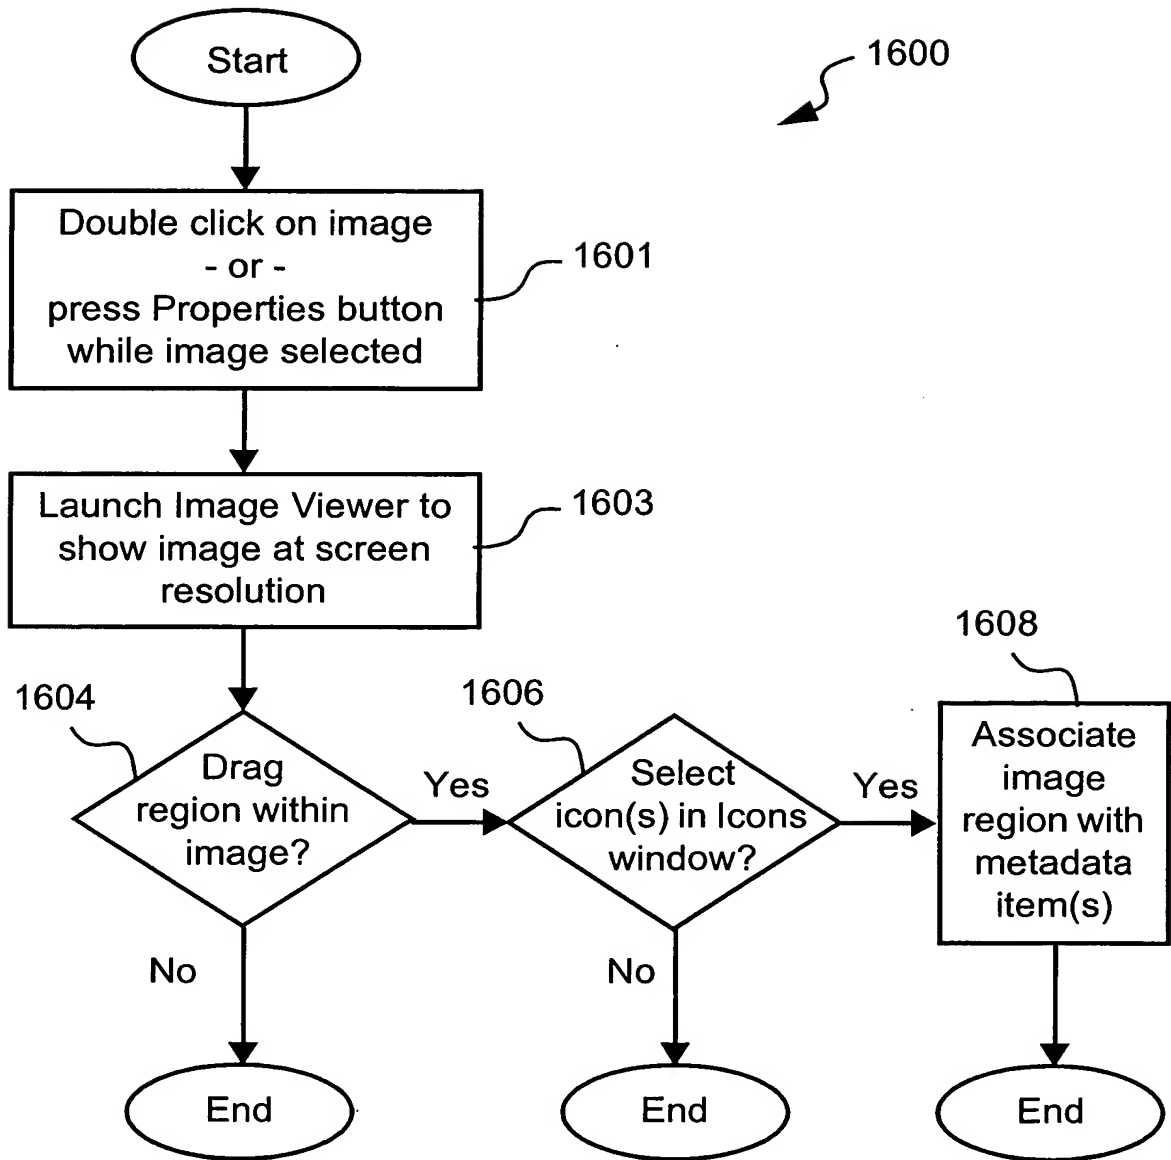 Start
1600
Double click on image
- or -
press Properties button
while image selected
1601
Launch Image Viewer to
show image at screen
resolution
1603
1604
Drag
region within
image?
Yes
No
1606
Select
icon(s) in Icons
window?
Yes
No
1608
Associate
image
region with
metadata
item(s)
End
End
End